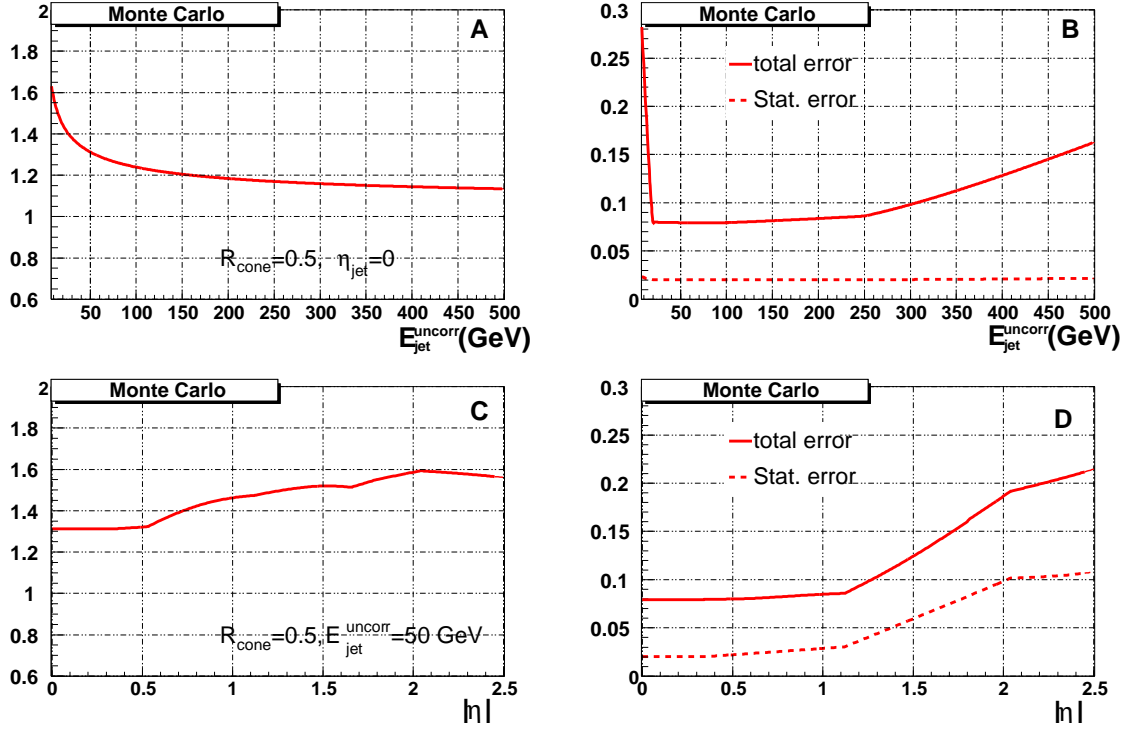 Monte Carlo
A
2
1.8
1.6
1.4
1.2
1
0.8
0.6
R_cone=0.5, η_jet=0
50 100 150 200 250 300 350 400 450 500
E_jet^uncorr(GeV)
Monte Carlo
B
0.3
0.25
0.2
0.15
0.1
0.05
0
total error
Stat. error
50 100 150 200 250 300 350 400 450 500
E_jet^uncorr(GeV)
Monte Carlo
C
2
1.8
1.6
1.4
1.2
1
0.8
0.6
R_cone=0.5,E_jet^uncorr=50 GeV
0 0.5 1 1.5 2 2.5
|η|
Monte Carlo
D
0.3
0.25
0.2
0.15
0.1
0.05
0
total error
Stat. error
0 0.5 1 1.5 2 2.5
|η|